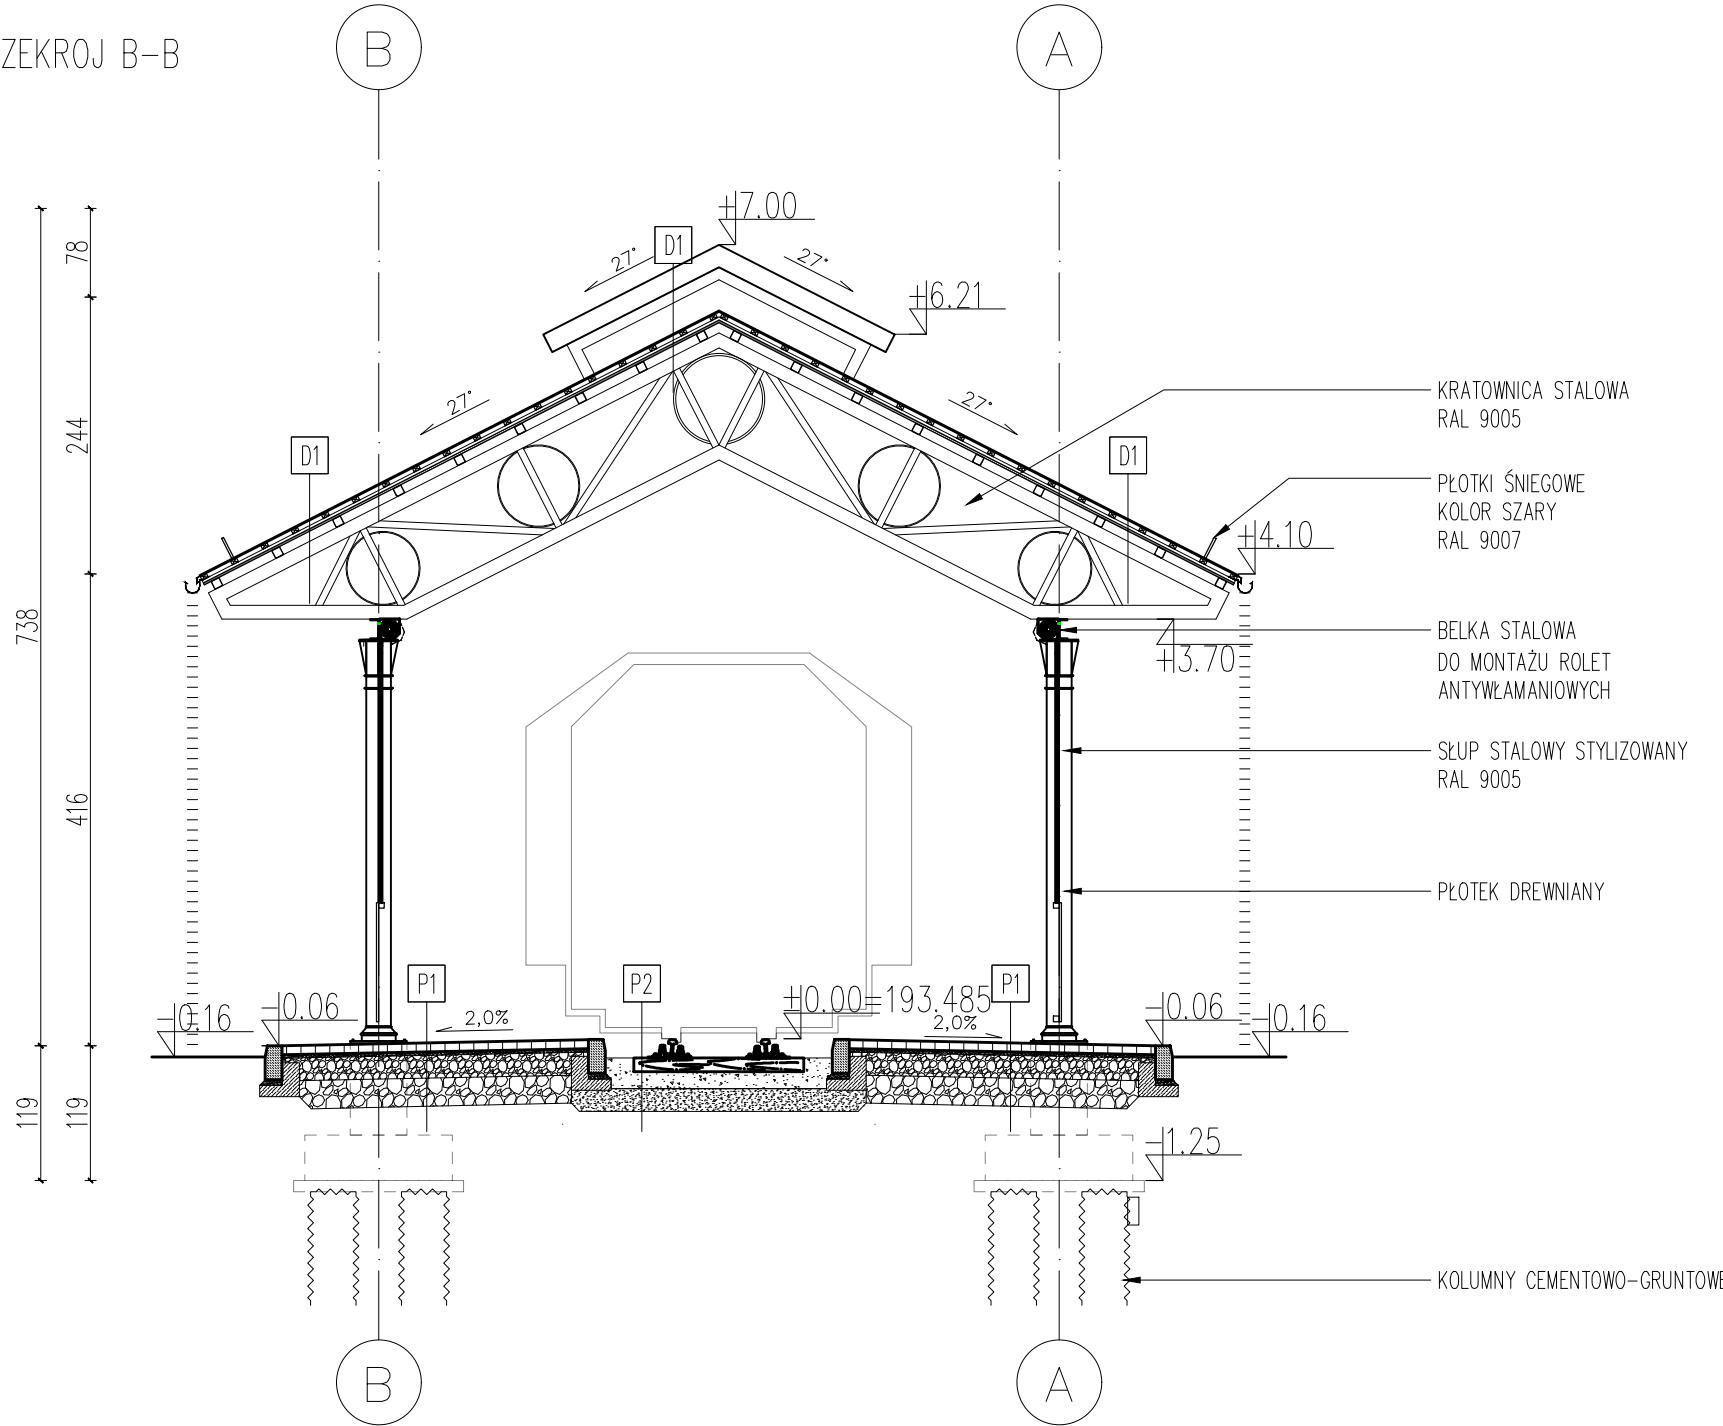 B
A
ZEKROJ B-B
+7.00
D1
27°
27°
78
+6.21
27°
27°
KRATOWNICA STALOWA
RAL 9005
244
D1
D1
PŁOTKI ŚNIEGOWE
KOLOR SZARY
RAL 9007
+4.10
738
BELKA STALOWA
DO MONTAŻU ROLET
ANTYWŁAMANIOWYCH
+3.70
SŁUP STALOWY STYLIZOWANY
RAL 9005
416
PŁOTEK DREWNIANY
P1
P2
P1
±0.00=193.485
-0.16
-0.06
2,0%
2,0%
-0.06
-0.16
119
119
-1.25
KOLUMNY CEMENTOWO-GRUNTOWE
B
A